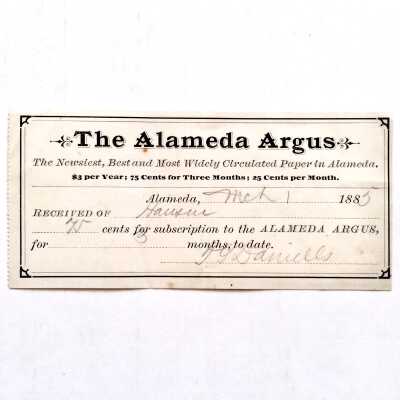 The Alameda Argus
The Newsiest, Best and Most Widely Circulated Paper in Alameda.
$3 per Year; 75 Cents for Three Months; 25 Cents per Month.
Alameda, Mch 1 1885
RECEIVED OF
75 cents for subscription to the ALAMEDA ARGUS,
for 3 months, to date.
T G Daniells